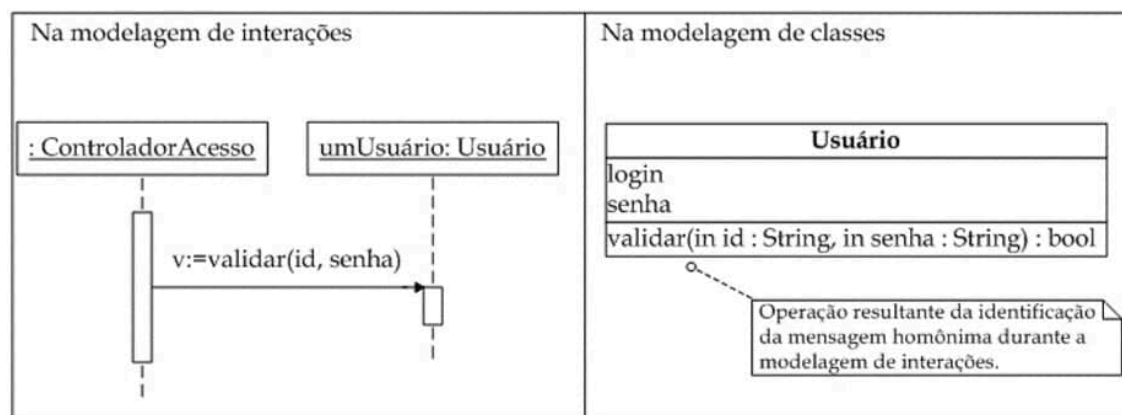 Na modelagem de interações
: ControladorAcesso
umUsuário: Usuário
v:=validar(id, senha)
Na modelagem de classes
Usuário
login
senha
validar(in id : String, in senha : String) : bool
Operação resultante da identificação
da mensagem homônima durante a
modelagem de interações.